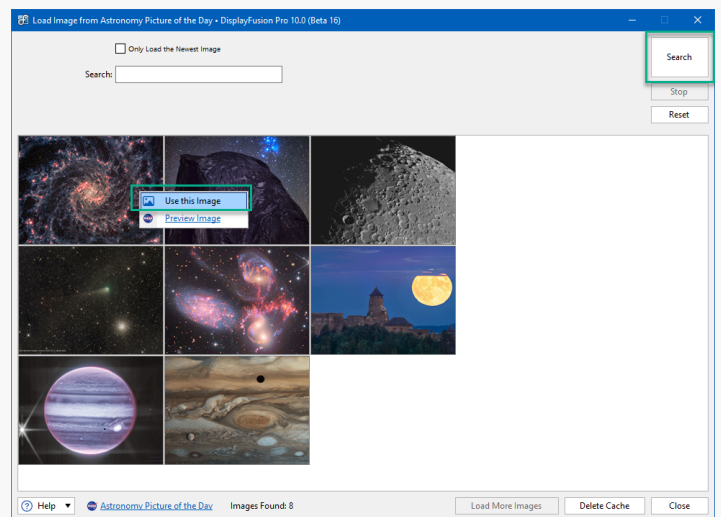 Load Image from Astronomy Picture of the Day • DisplayFusion Pro 10.0 (Beta 16)
Only Load the Newest Image
Search:
Search
Stop
Reset
Use this Image
Preview Image
Help
Astronomy Picture of the Day
Images Found: 8
Load More Images
Delete Cache
Close